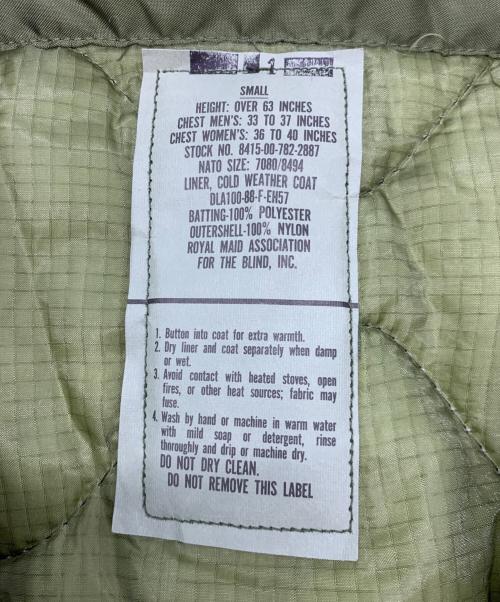 SMALL
HEIGHT: OVER 63 INCHES
CHEST MEN'S: 33 TO 37 INCHES
CHEST WOMEN'S: 36 TO 40 INCHES
STOCK NO. 8415-00-782-2887
NATO SIZE: 7080/8494
LINER, COLD WEATHER COAT
DLA100-88-F-EH57
BATTING-100% POLYESTER
OUTERSHELL-100% NYLON
ROYAL MAID ASSOCIATION
FOR THE BLIND, INC.
1. Button into coat for extra warmth.
2. Dry liner and coat separately when damp
or wet.
3. Avoid contact with heated stoves, open
fires, or other heat sources; fabric may
fuse.
4. Wash by hand or machine in warm water
with mild soap or detergent, rinse
thoroughly and drip or machine dry.
DO NOT DRY CLEAN.
DO NOT REMOVE THIS LABEL